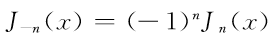 J₋ₙ(x) = (−1)ⁿJₙ(x)